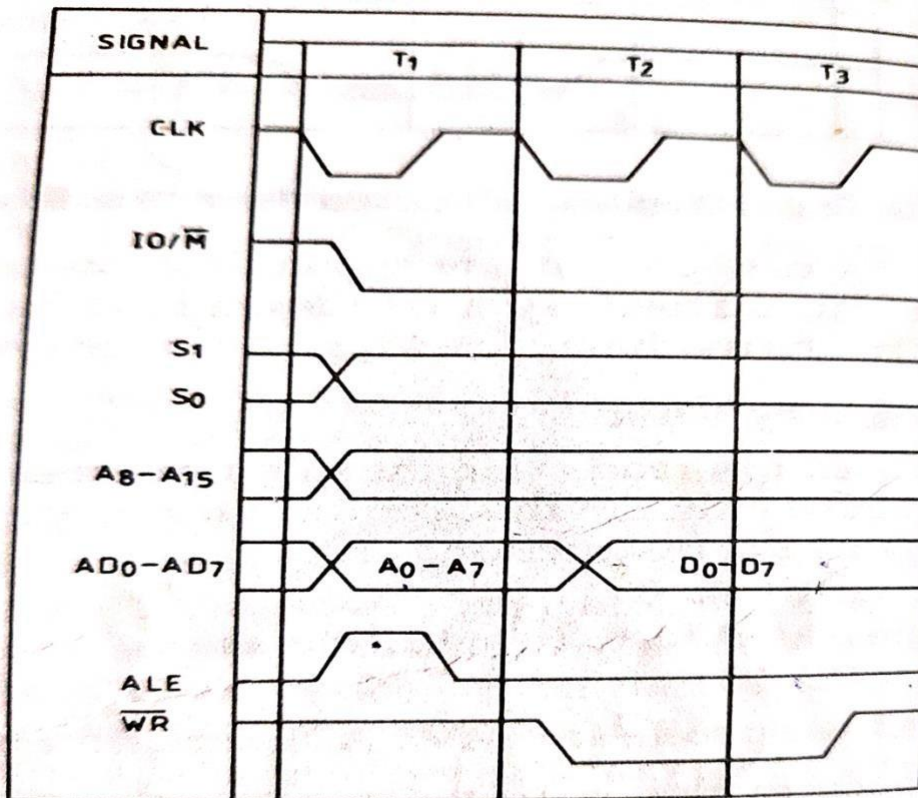 SIGNAL
T1 T2 T3
CLK
IO/M̅
S1
S0
A8-A15
AD0-AD7 A0-A7 D0-D7
ALE
W̅R̅